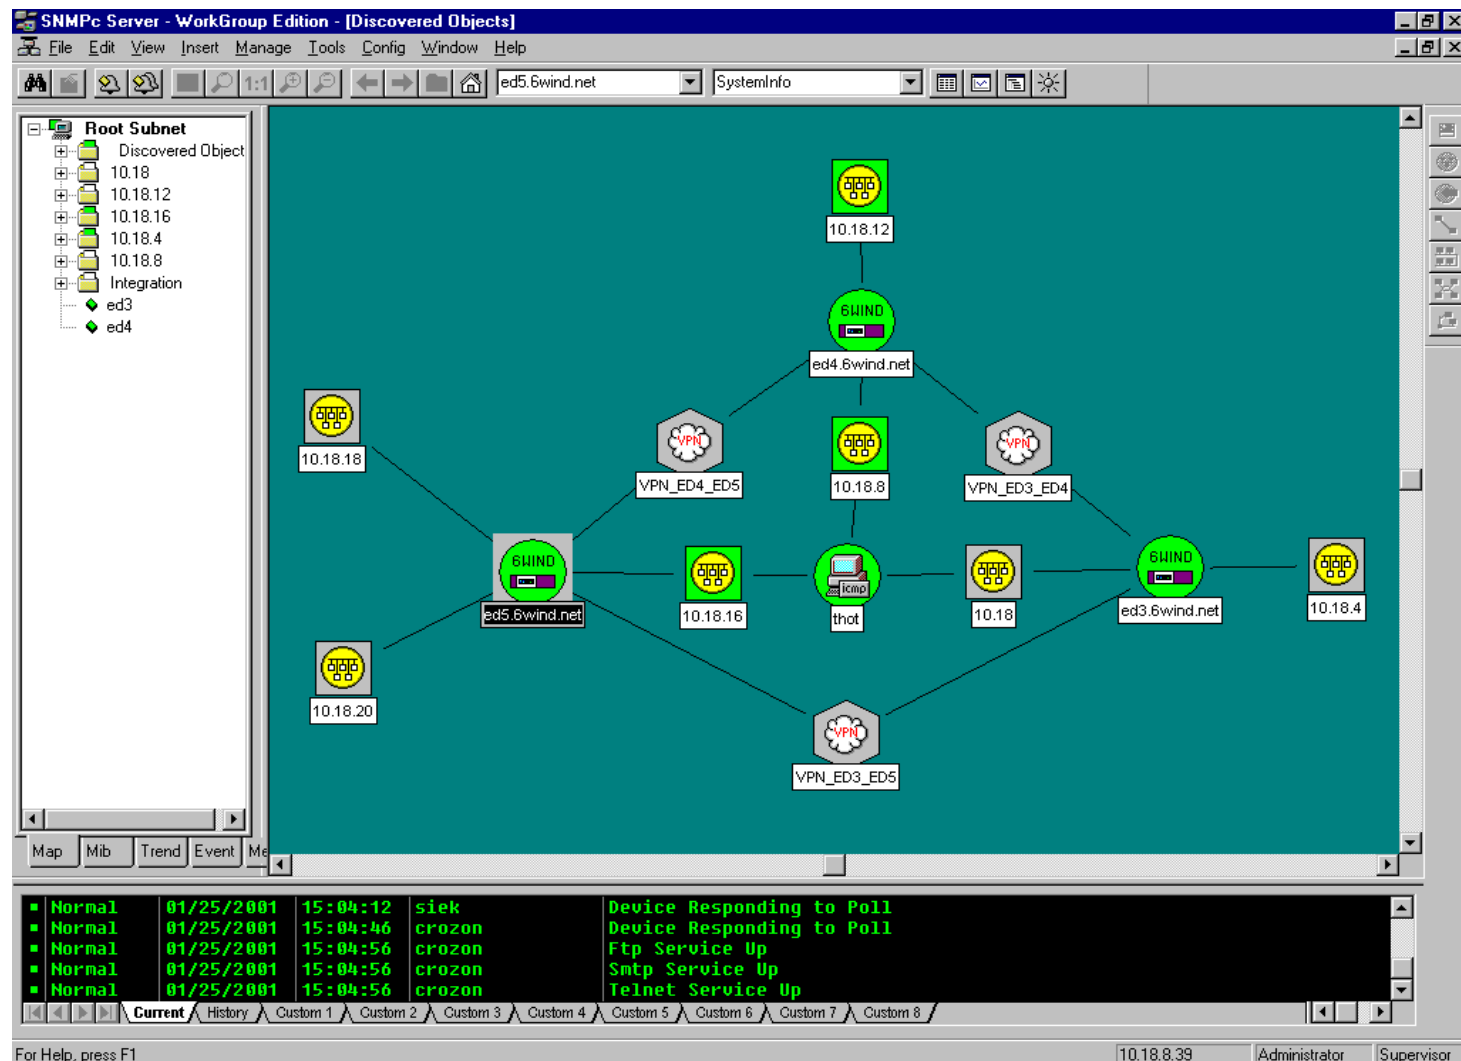 SNMPc Server - WorkGroup Edition - [Discovered Objects]
File Edit View Insert Manage Tools Config Window Help
1:1 ed5.6wind.net SystemInfo
Root Subnet
Discovered Object
10.18
10.18.12
10.18.16
10.18.4
10.18.8
Integration
ed3
ed4
Map Mib Trend Event Me
10.18.12
6WIND
ed4.6wind.net
10.18.18
VPN
VPN_ED4_ED5
10.18.8
VPN
VPN_ED3_ED4
6WIND
ed5.6wind.net
10.18.16
icmp
thot
10.18
6WIND
ed3.6wind.net
10.18.4
10.18.20
VPN
VPN_ED3_ED5
Normal 01/25/2001 15:04:12 siek Device Responding to Poll
Normal 01/25/2001 15:04:46 crozon Device Responding to Poll
Normal 01/25/2001 15:04:56 crozon Ftp Service Up
Normal 01/25/2001 15:04:56 crozon Smtp Service Up
Normal 01/25/2001 15:04:56 crozon Telnet Service Up
Current History Custom 1 Custom 2 Custom 3 Custom 4 Custom 5 Custom 6 Custom 7 Custom 8
For Help, press F1 10.18.8.39 Administrator Supervisor